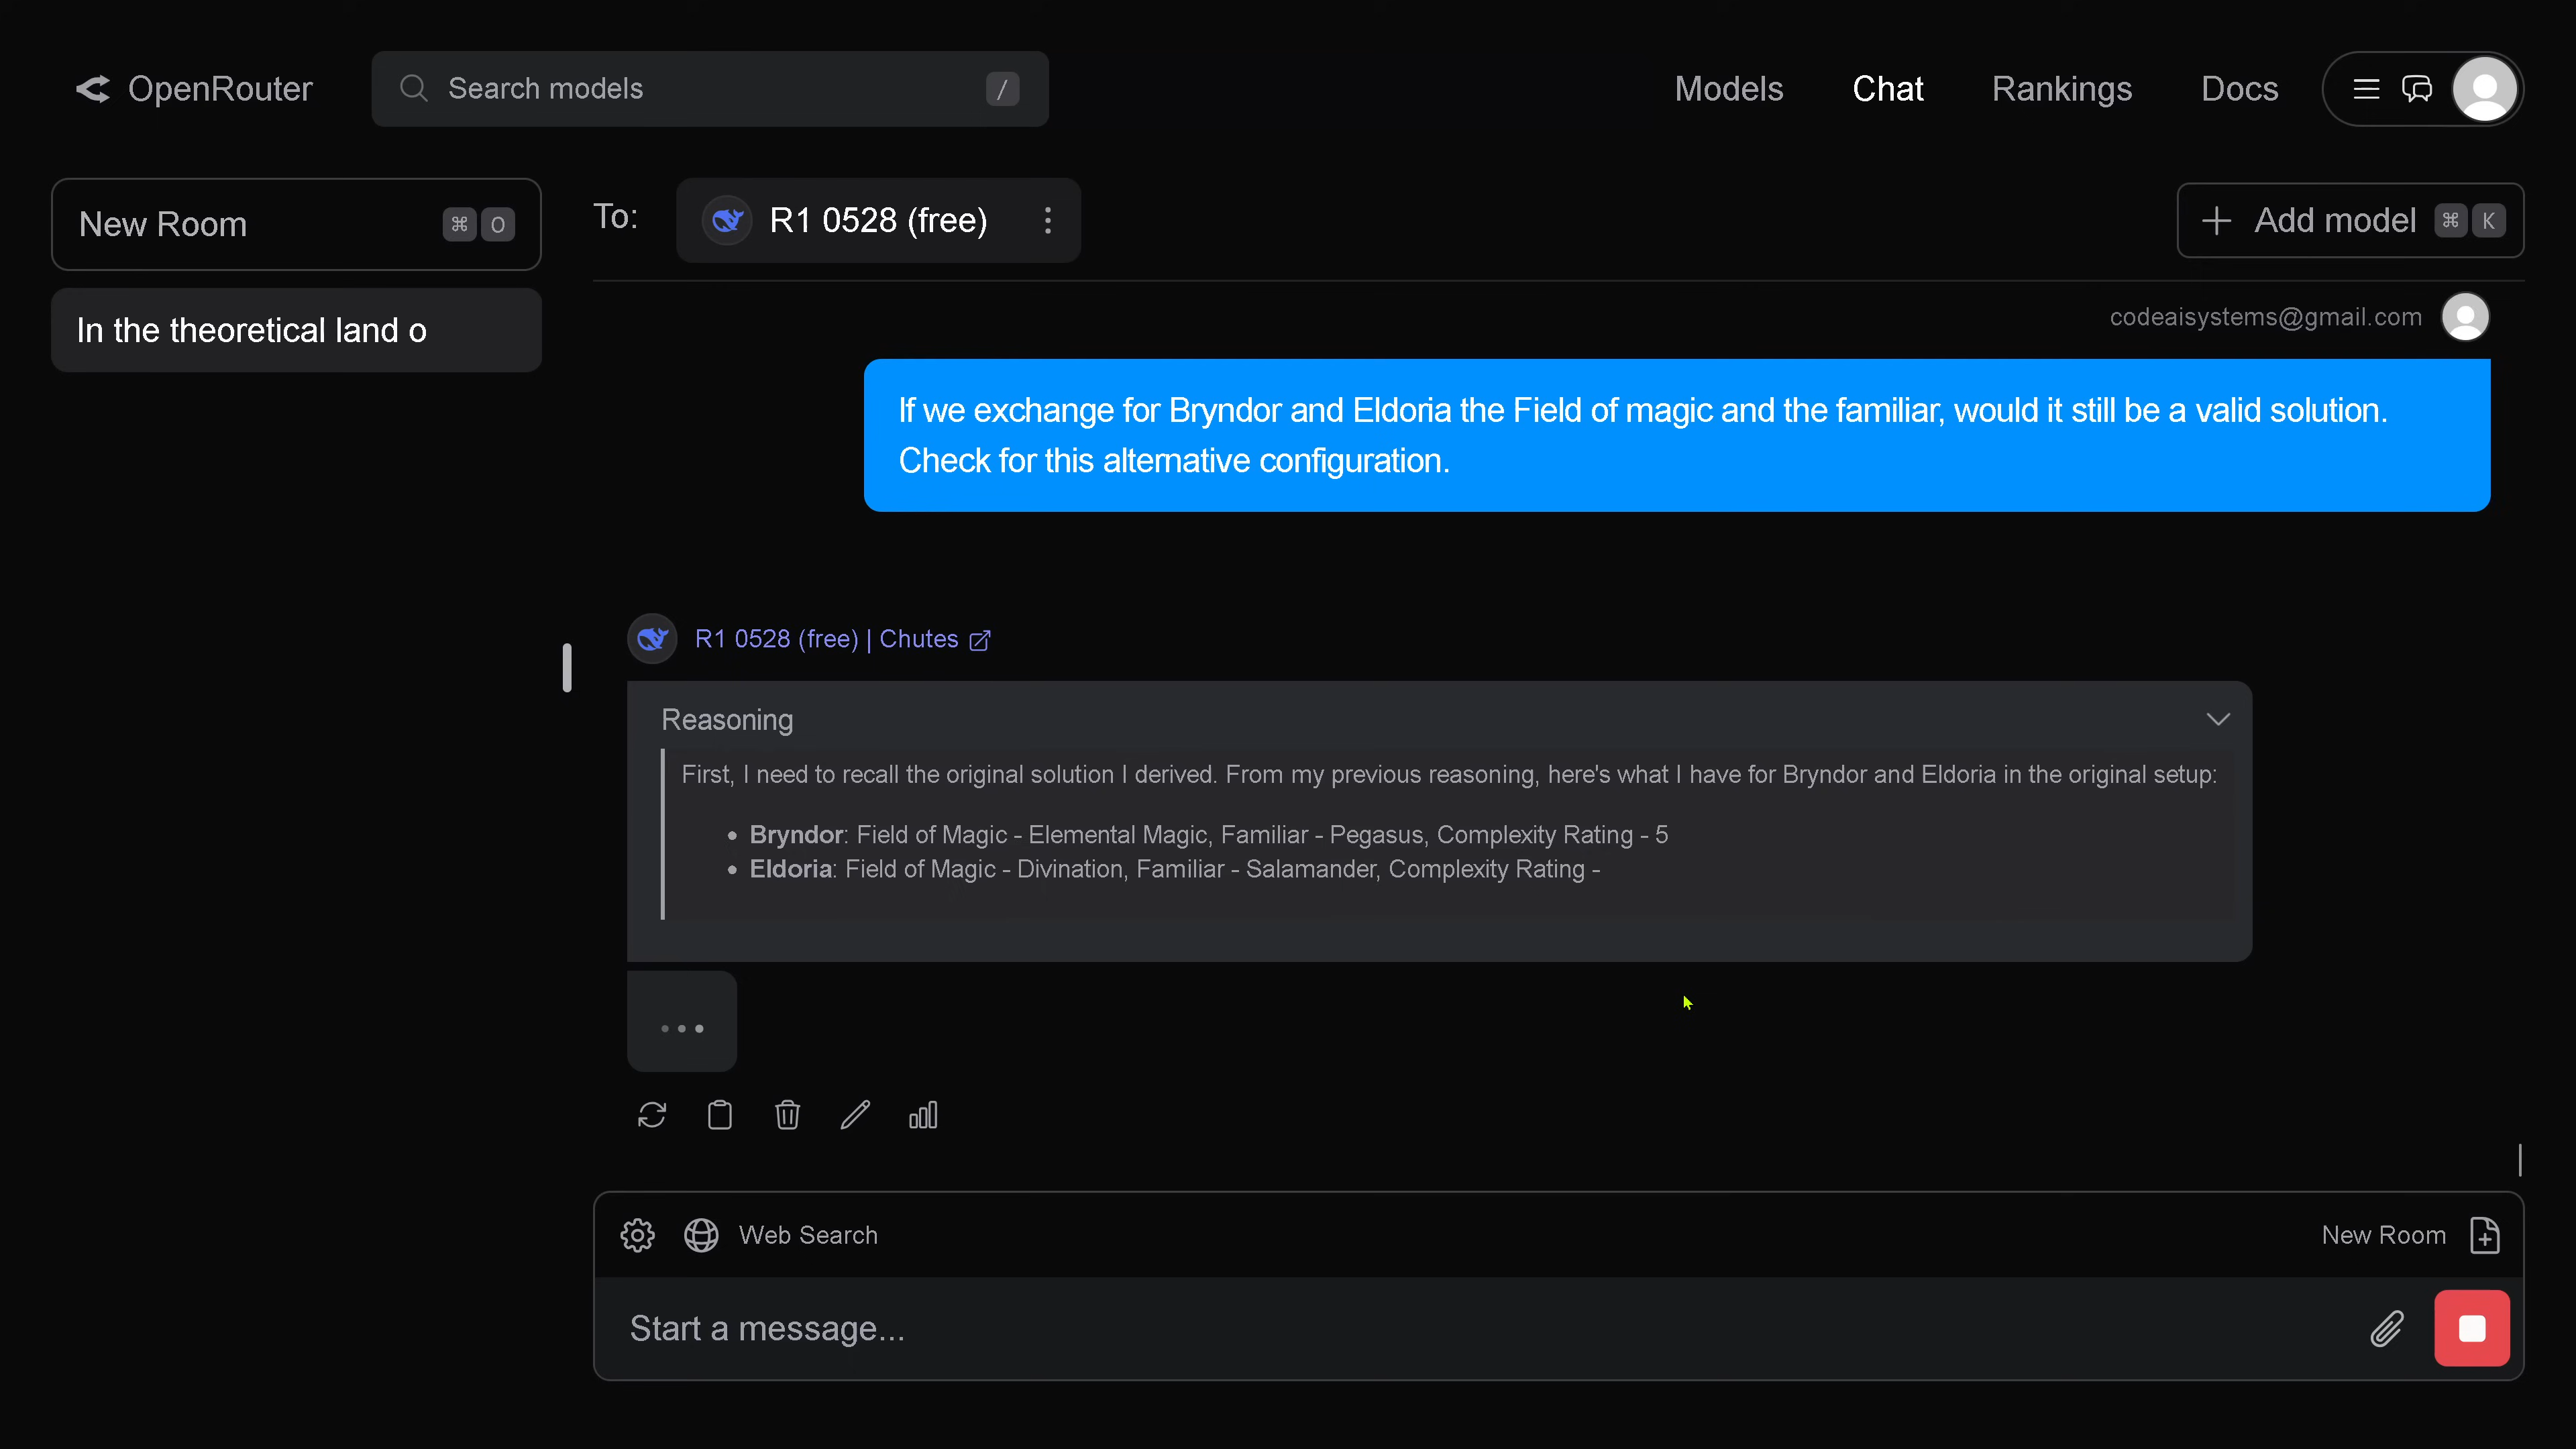 OpenRouter
Search models
/
Models
Chat
Rankings
Docs
New Room
⌘ O
To:
R1 0528 (free)
Add model
⌘ K
In the theoretical land o
codeaisystems@gmail.com
If we exchange for Bryndor and Eldoria the Field of magic and the familiar, would it still be a valid solution.
Check for this alternative configuration.
R1 0528 (free) | Chutes
Reasoning
First, I need to recall the original solution I derived. From my previous reasoning, here's what I have for Bryndor and Eldoria in the original setup:
• Bryndor: Field of Magic - Elemental Magic, Familiar - Pegasus, Complexity Rating - 5
• Eldoria: Field of Magic - Divination, Familiar - Salamander, Complexity Rating -
Web Search
New Room
Start a message...